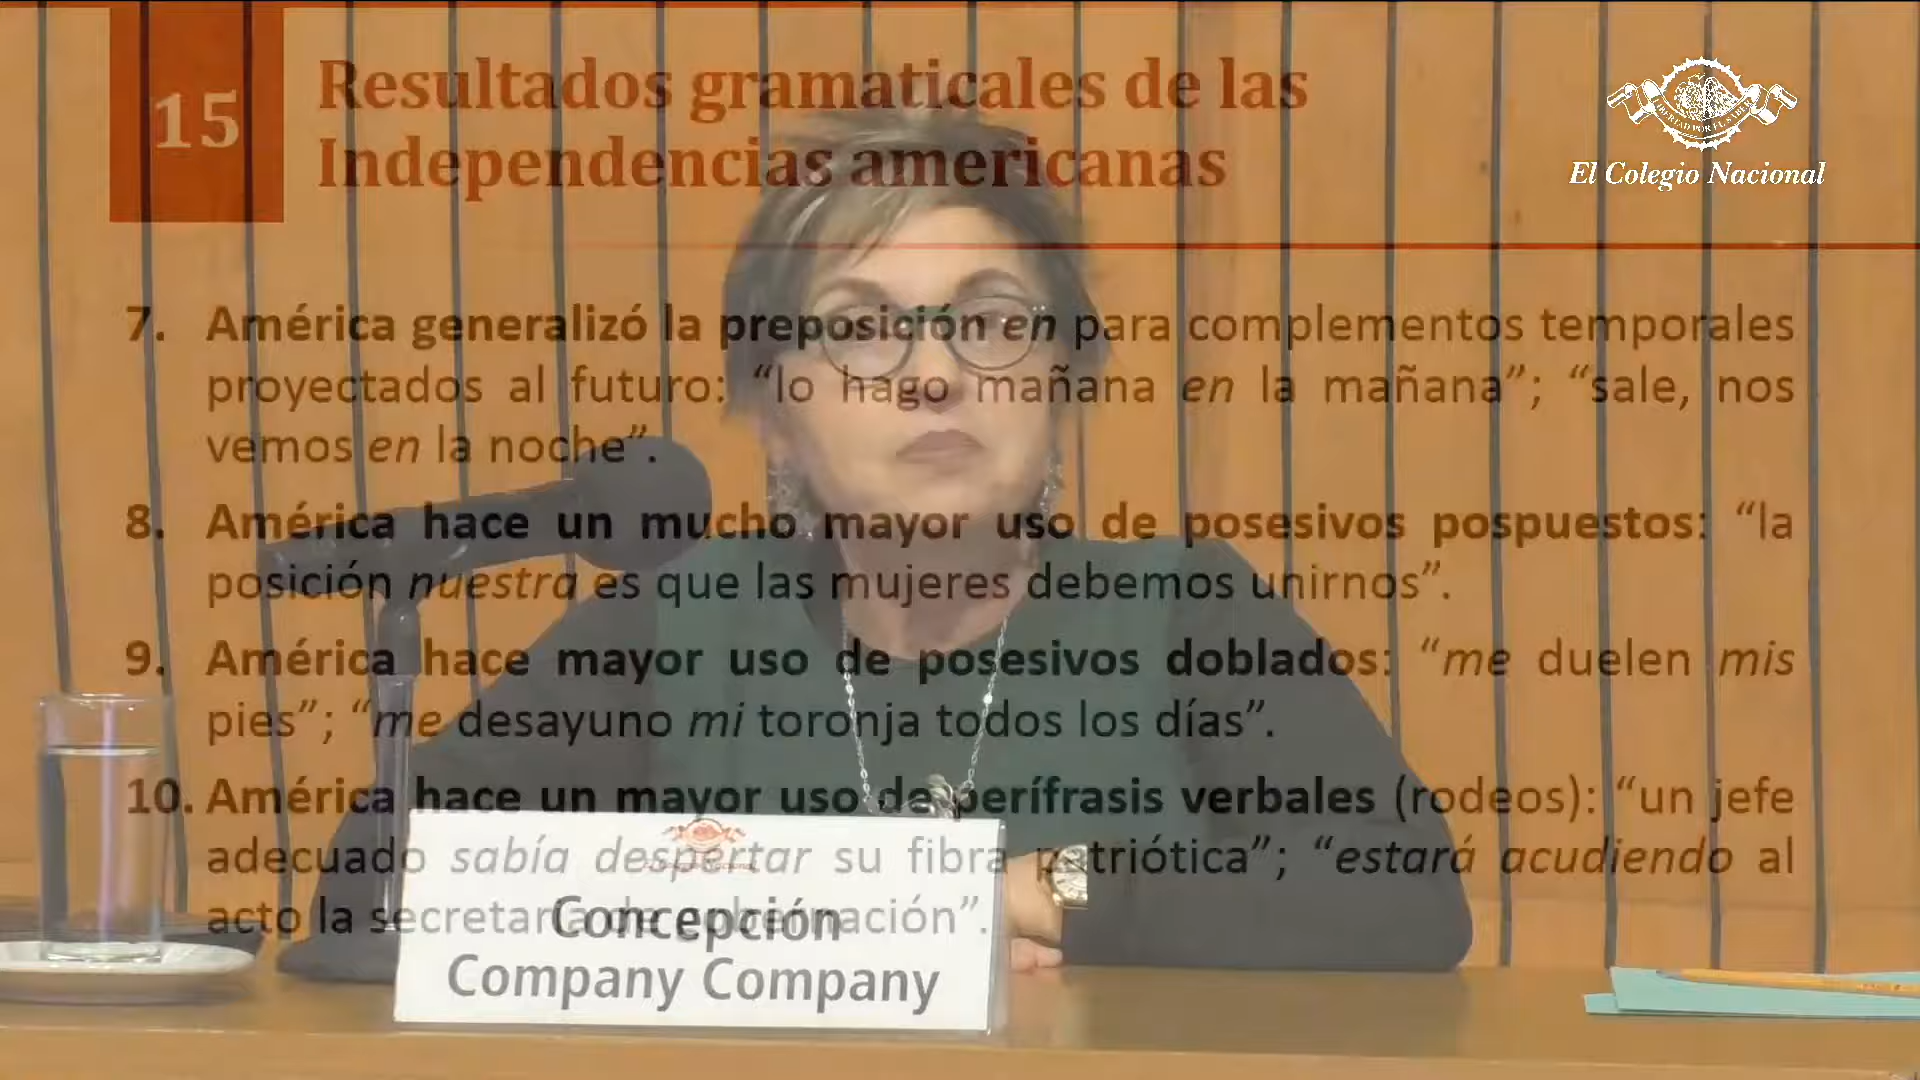 15
Resultados gramaticales de las
Independencias americanas
El Colegio Nacional
7. América generalizó la preposición en para complementos temporales
proyectados al futuro: “lo hago mañana en la mañana”; “sale, nos
vemos en la noche”.
8. América hace un mucho mayor uso de posesivos pospuestos: “la
posición nuestra es que las mujeres debemos unirnos”.
9. América hace mayor uso de posesivos doblados: “me duelen mis
pies”; “me desayuno mi toronja todos los días”.
10. América hace un mayor uso de perífrasis verbales (rodeos): “un jefe
adecuado sabía despertar su fibra patriótica”; “estará acudiendo al
acto la secretaria de gobernación”.
Concepción
Company Company